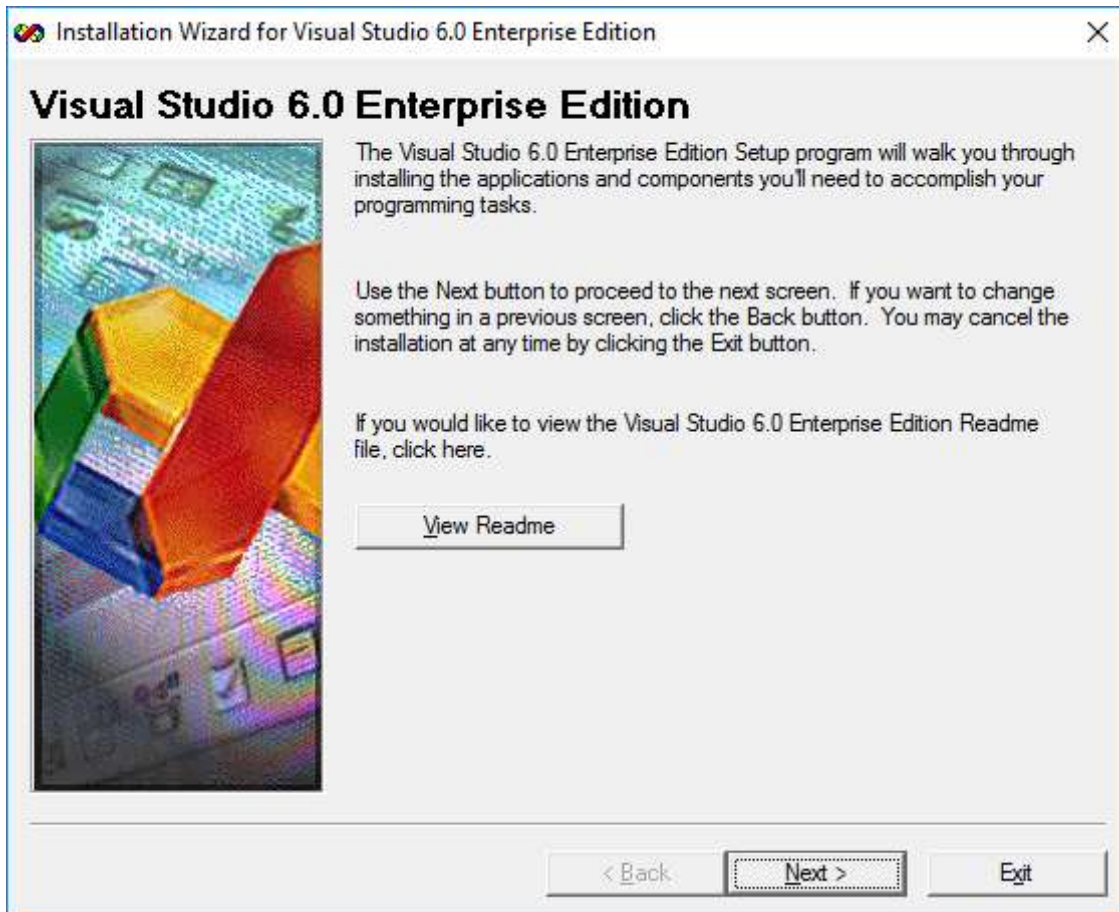 Installation Wizard for Visual Studio 6.0 Enterprise Edition
Visual Studio 6.0 Enterprise Edition
The Visual Studio 6.0 Enterprise Edition Setup program will walk you through
installing the applications and components you'll need to accomplish your
programming tasks.
Use the Next button to proceed to the next screen.  If you want to change
something in a previous screen, click the Back button.  You may cancel the
installation at any time by clicking the Exit button.
If you would like to view the Visual Studio 6.0 Enterprise Edition Readme
file, click here.
View Readme
< Back
Next >
Exit